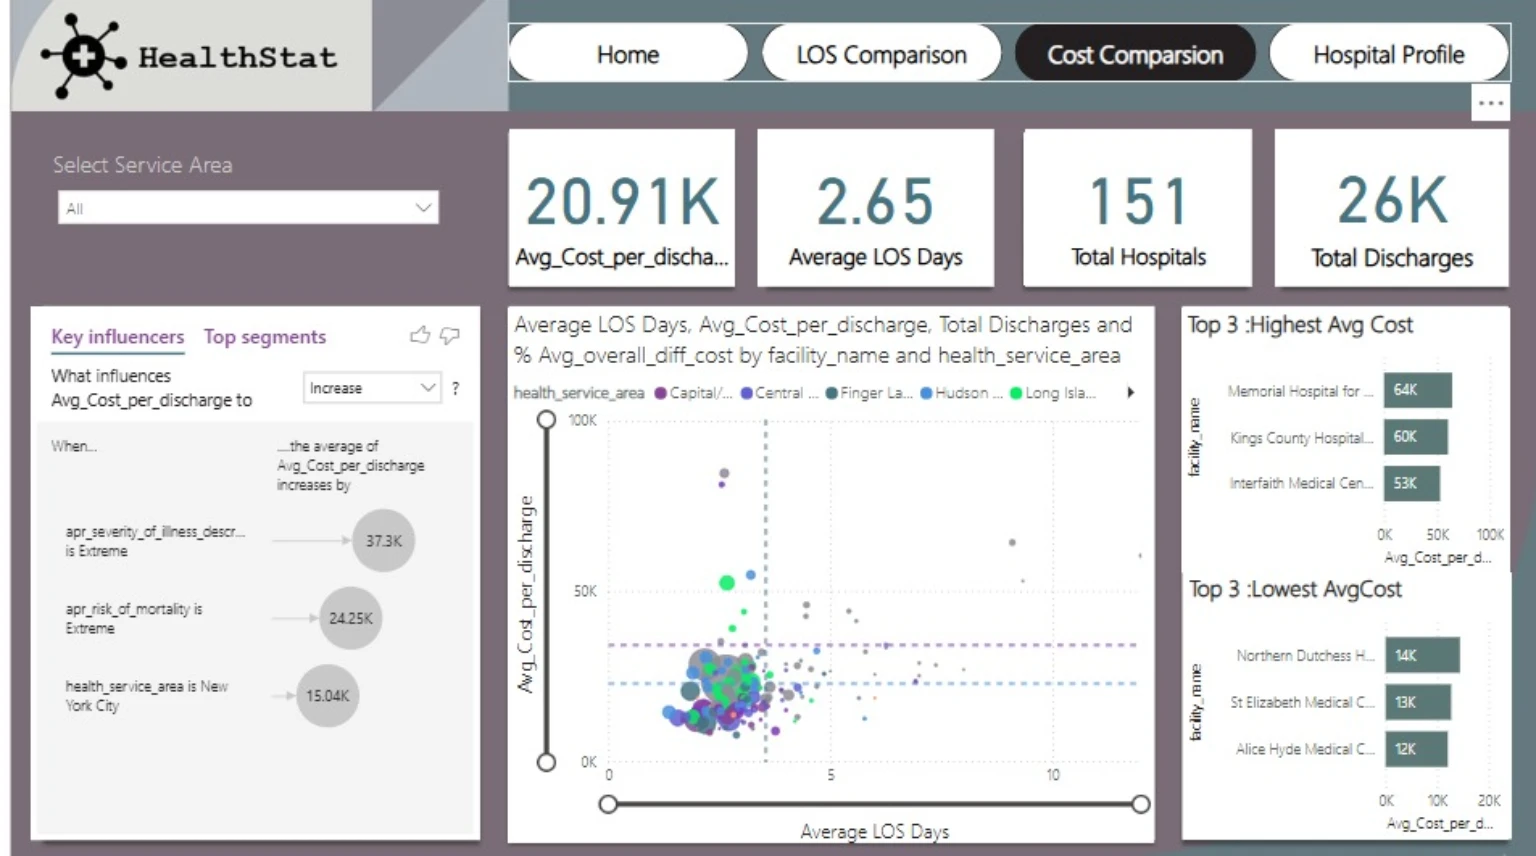 HealthStat
Home
LOS Comparison
Cost Comparsion
Hospital Profile
...
Select Service Area
All
20.91K
Avg_Cost_per_discha...
2.65
Average LOS Days
151
Total Hospitals
26K
Total Discharges
Key influencers
Top segments
What influences
Avg_Cost_per_discharge to
Increase
?
When...
....the average of
Avg_Cost_per_discharge
increases by
apr_severity_of_illness_descr...
is Extreme
37.3K
apr_risk_of_mortality is
Extreme
24.25K
health_service_area is New
York City
15.04K
Average LOS Days, Avg_Cost_per_discharge, Total Discharges and
% Avg_overall_diff_cost by facility_name and health_service_area
health_service_area
Capital/...
Central ...
Finger La...
Hudson ...
Long Isla...
Avg_Cost_per_discharge
100K
50K
0K
0
5
10
Average LOS Days
Top 3 :Highest Avg Cost
facility_name
Memorial Hospital for ...
64K
Kings County Hospital...
60K
Interfaith Medical Cen...
53K
0K
50K
100K
Avg_Cost_per_d...
Top 3 :Lowest AvgCost
facility_name
Northern Dutchess H...
14K
St Elizabeth Medical C...
13K
Alice Hyde Medical C...
12K
0K
10K
20K
Avg_Cost_per_d...